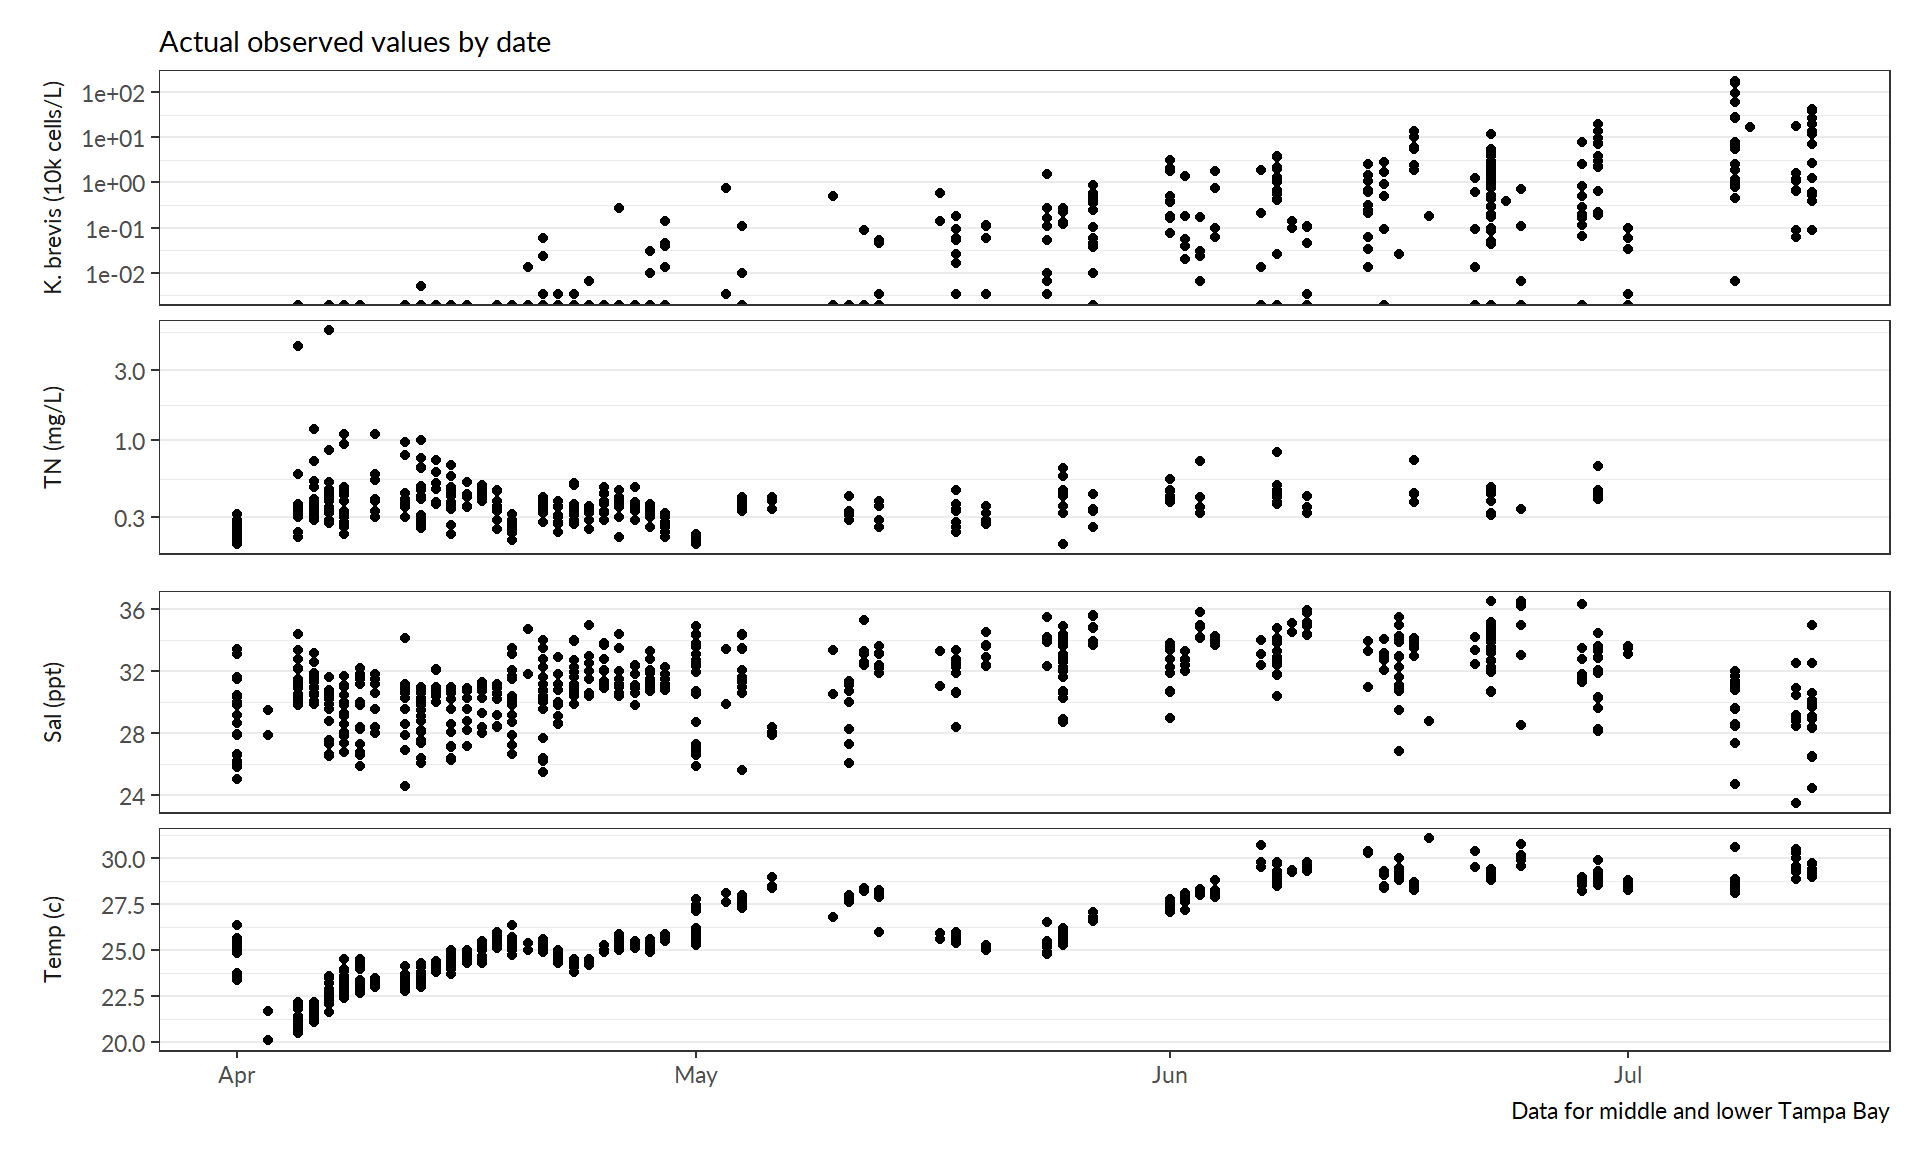 Actual observed values by date
K. brevis (10k cells/L)
1e+02
1e+01
1e+00
1e-01
1e-02
TN (mg/L)
3.0
1.0
0.3
Sal (ppt)
36
32
28
24
Temp (c)
30.0
27.5
25.0
22.5
20.0
Apr May Jun Jul
Data for middle and lower Tampa Bay